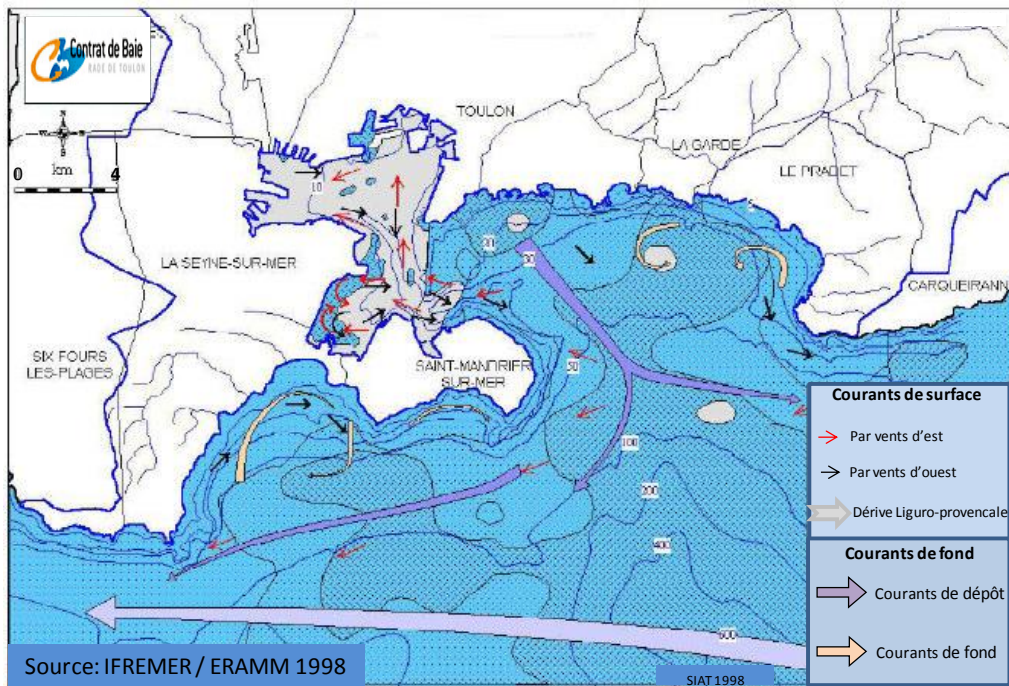 Contrat de Baie
RADE DE TOULON
N
S
km
0 4
TOULON
LA GARDE
LE PRADET
LA SEYNE-SUR-MER
CARQUEIRANN
SIX FOURS
LES-PLAGES
SAINT-MANDRIER
SUR-MER
10
50
100
200
400
600
Courants de surface
Par vents d'est
Par vents d'ouest
Dérive Liguro-provencale
Courants de fond
Courants de dépôt
Courants de fond
Source: IFREMER / ERAMM 1998
SIAT 1998